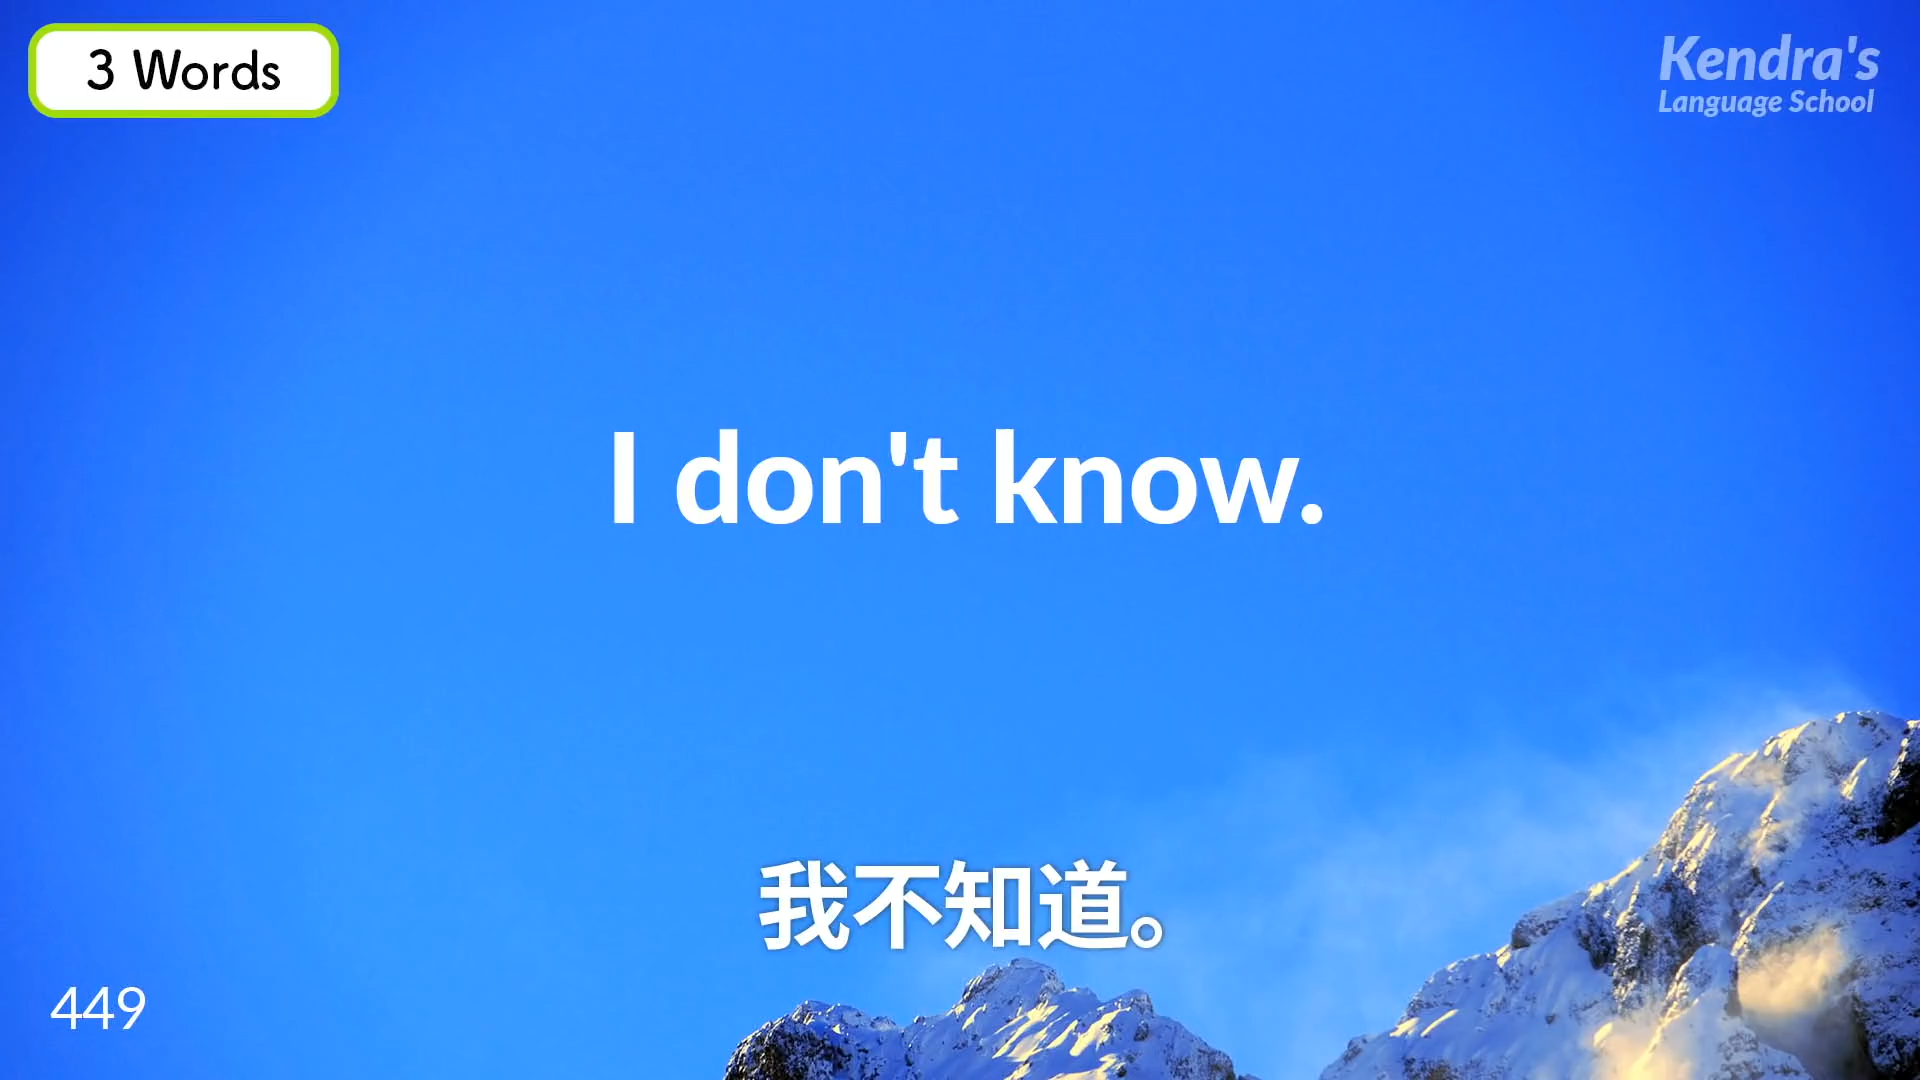 3 Words
Kendra's
Language School
I don't know.
我不知道。
449